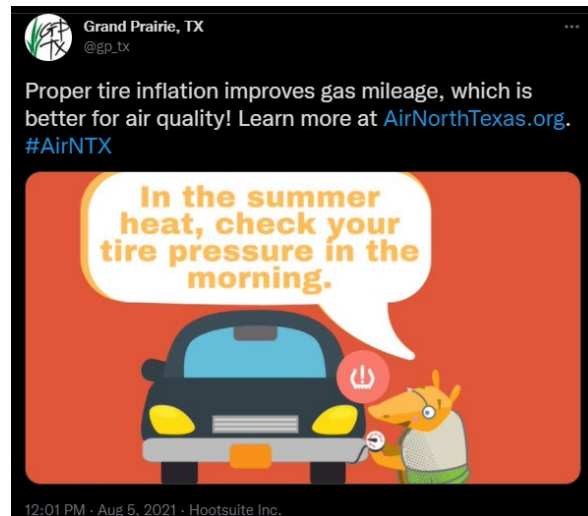 Grand Prairie, TX
@gp_tx
Proper tire inflation improves gas mileage, which is
better for air quality! Learn more at AirNorthTexas.org.
#AirNTX
In the summer
heat, check your
tire pressure in the
morning.
12:01 PM · Aug 5, 2021 · Hootsuite Inc.